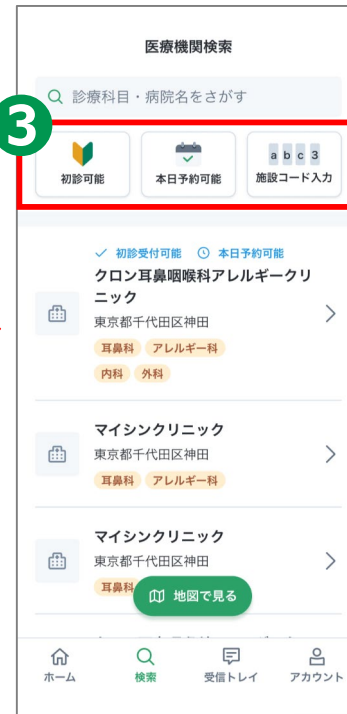 医療機関検索
診療科目・病院名をさがす
3
a b c 3
初診可能 本日予約可能 施設コード入力
初診受付可能 本日予約可能
クロン耳鼻咽喉科アレルギークリ
ニック
東京都千代田区神田
耳鼻科 アレルギー科
内科 外科
マイシンクリニック
東京都千代田区神田
耳鼻科 アレルギー科
マイシンクリニック
東京都千代田区神田
耳鼻科
地図で見る
ホーム 検索 受信トレイ アカウント